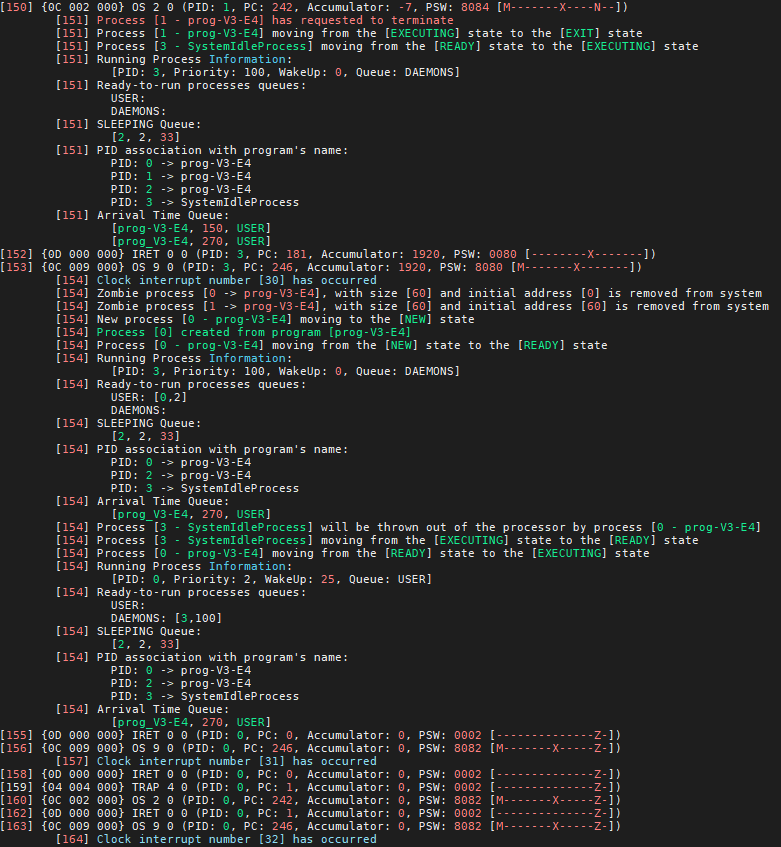 [150] {0C 002 000} OS 2 0 (PID: 1, PC: 242, Accumulator: -7, PSW: 8084 [M-------X----N--])
[151] Process [1 - prog-V3-E4] has requested to terminate
[151] Process [1 - prog-V3-E4] moving from the [EXECUTING] state to the [EXIT] state
[151] Process [3 - SystemIdleProcess] moving from the [READY] state to the [EXECUTING] state
[151] Running Process Information:
[PID: 3, Priority: 100, WakeUp: 0, Queue: DAEMONS]
[151] Ready-to-run processes queues:
USER:
DAEMONS:
[151] SLEEPING Queue:
[2, 2, 33]
[151] PID association with program's name:
PID: 0 -> prog-V3-E4
PID: 1 -> prog-V3-E4
PID: 2 -> prog-V3-E4
PID: 3 -> SystemIdleProcess
[151] Arrival Time Queue:
[prog-V3-E4, 150, USER]
[prog_V3-E4, 270, USER]
[152] {0D 000 000} IRET 0 0 (PID: 3, PC: 181, Accumulator: 1920, PSW: 0080 [--------X-------])
[153] {0C 009 000} OS 9 0 (PID: 3, PC: 246, Accumulator: 1920, PSW: 8080 [M-------X-------])
[154] Clock interrupt number [30] has occurred
[154] Zombie process [0 -> prog-V3-E4], with size [60] and initial address [0] is removed from system
[154] Zombie process [1 -> prog-V3-E4], with size [60] and initial address [60] is removed from system
[154] New process [0 - prog-V3-E4] moving to the [NEW] state
[154] Process [0] created from program [prog-V3-E4]
[154] Process [0 - prog-V3-E4] moving from the [NEW] state to the [READY] state
[154] Running Process Information:
[PID: 3, Priority: 100, WakeUp: 0, Queue: DAEMONS]
[154] Ready-to-run processes queues:
USER: [0,2]
DAEMONS:
[154] SLEEPING Queue:
[2, 2, 33]
[154] PID association with program's name:
PID: 0 -> prog-V3-E4
PID: 2 -> prog-V3-E4
PID: 3 -> SystemIdleProcess
[154] Arrival Time Queue:
[prog_V3-E4, 270, USER]
[154] Process [3 - SystemIdleProcess] will be thrown out of the processor by process [0 - prog-V3-E4]
[154] Process [3 - SystemIdleProcess] moving from the [EXECUTING] state to the [READY] state
[154] Process [0 - prog-V3-E4] moving from the [READY] state to the [EXECUTING] state
[154] Running Process Information:
[PID: 0, Priority: 2, WakeUp: 25, Queue: USER]
[154] Ready-to-run processes queues:
USER:
DAEMONS: [3,100]
[154] SLEEPING Queue:
[2, 2, 33]
[154] PID association with program's name:
PID: 0 -> prog-V3-E4
PID: 2 -> prog-V3-E4
PID: 3 -> SystemIdleProcess
[154] Arrival Time Queue:
[prog_V3-E4, 270, USER]
[155] {0D 000 000} IRET 0 0 (PID: 0, PC: 0, Accumulator: 0, PSW: 0002 [--------------Z-])
[156] {0C 009 000} OS 9 0 (PID: 0, PC: 246, Accumulator: 0, PSW: 8082 [M-------X-----Z-])
[157] Clock interrupt number [31] has occurred
[158] {0D 000 000} IRET 0 0 (PID: 0, PC: 0, Accumulator: 0, PSW: 0002 [--------------Z-])
[159] {04 004 000} TRAP 4 0 (PID: 0, PC: 1, Accumulator: 0, PSW: 0002 [--------------Z-])
[160] {0C 002 000} OS 2 0 (PID: 0, PC: 242, Accumulator: 0, PSW: 8082 [M-------X-----Z-])
[162] {0D 000 000} IRET 0 0 (PID: 0, PC: 1, Accumulator: 0, PSW: 0002 [--------------Z-])
[163] {0C 009 000} OS 9 0 (PID: 0, PC: 246, Accumulator: 0, PSW: 8082 [M-------X-----Z-])
[164] Clock interrupt number [32] has occurred